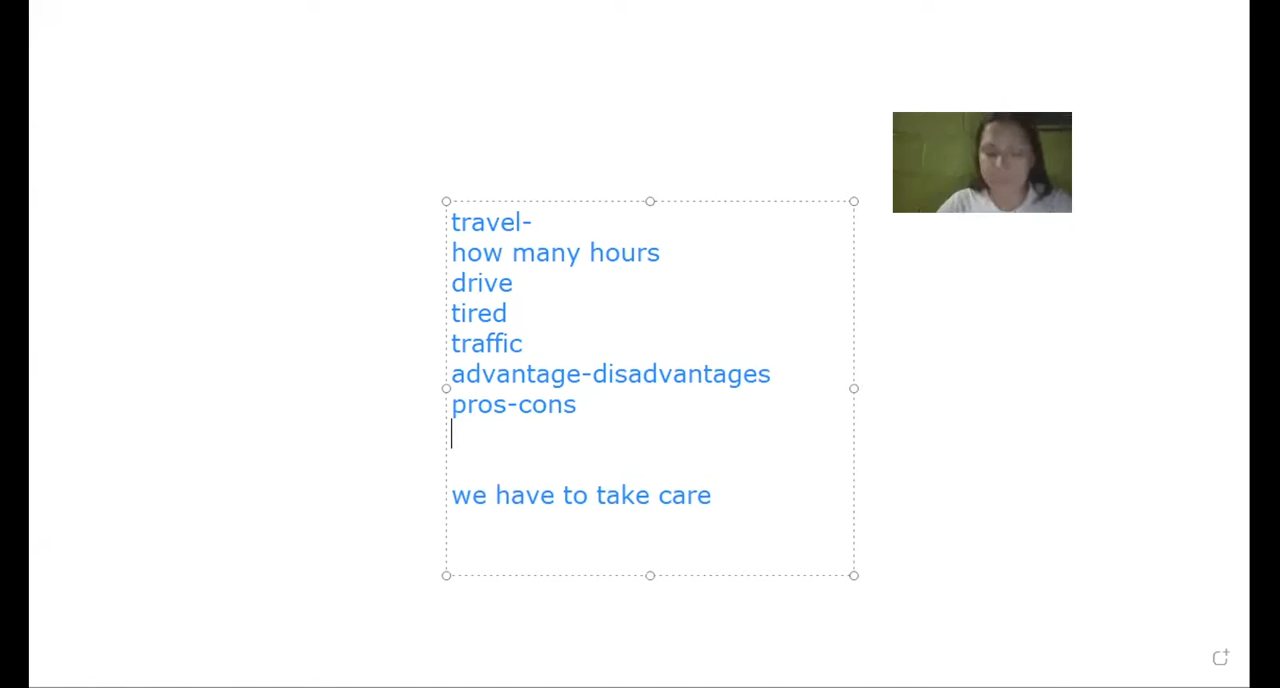 travel-
how many hours
drive
tired
traffic
advantage-disadvantages
pros-cons
we have to take care